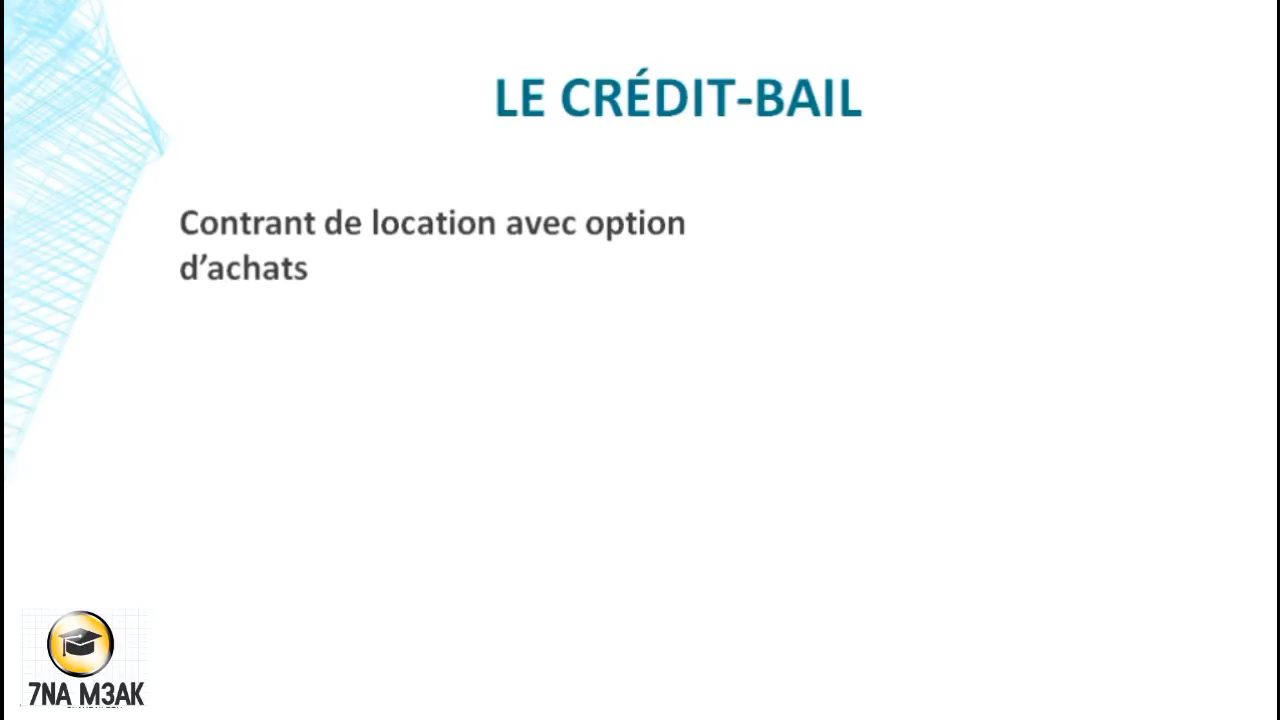 LE CRÉDIT-BAIL
Contrant de location avec option
d’achats
7NA M3AK